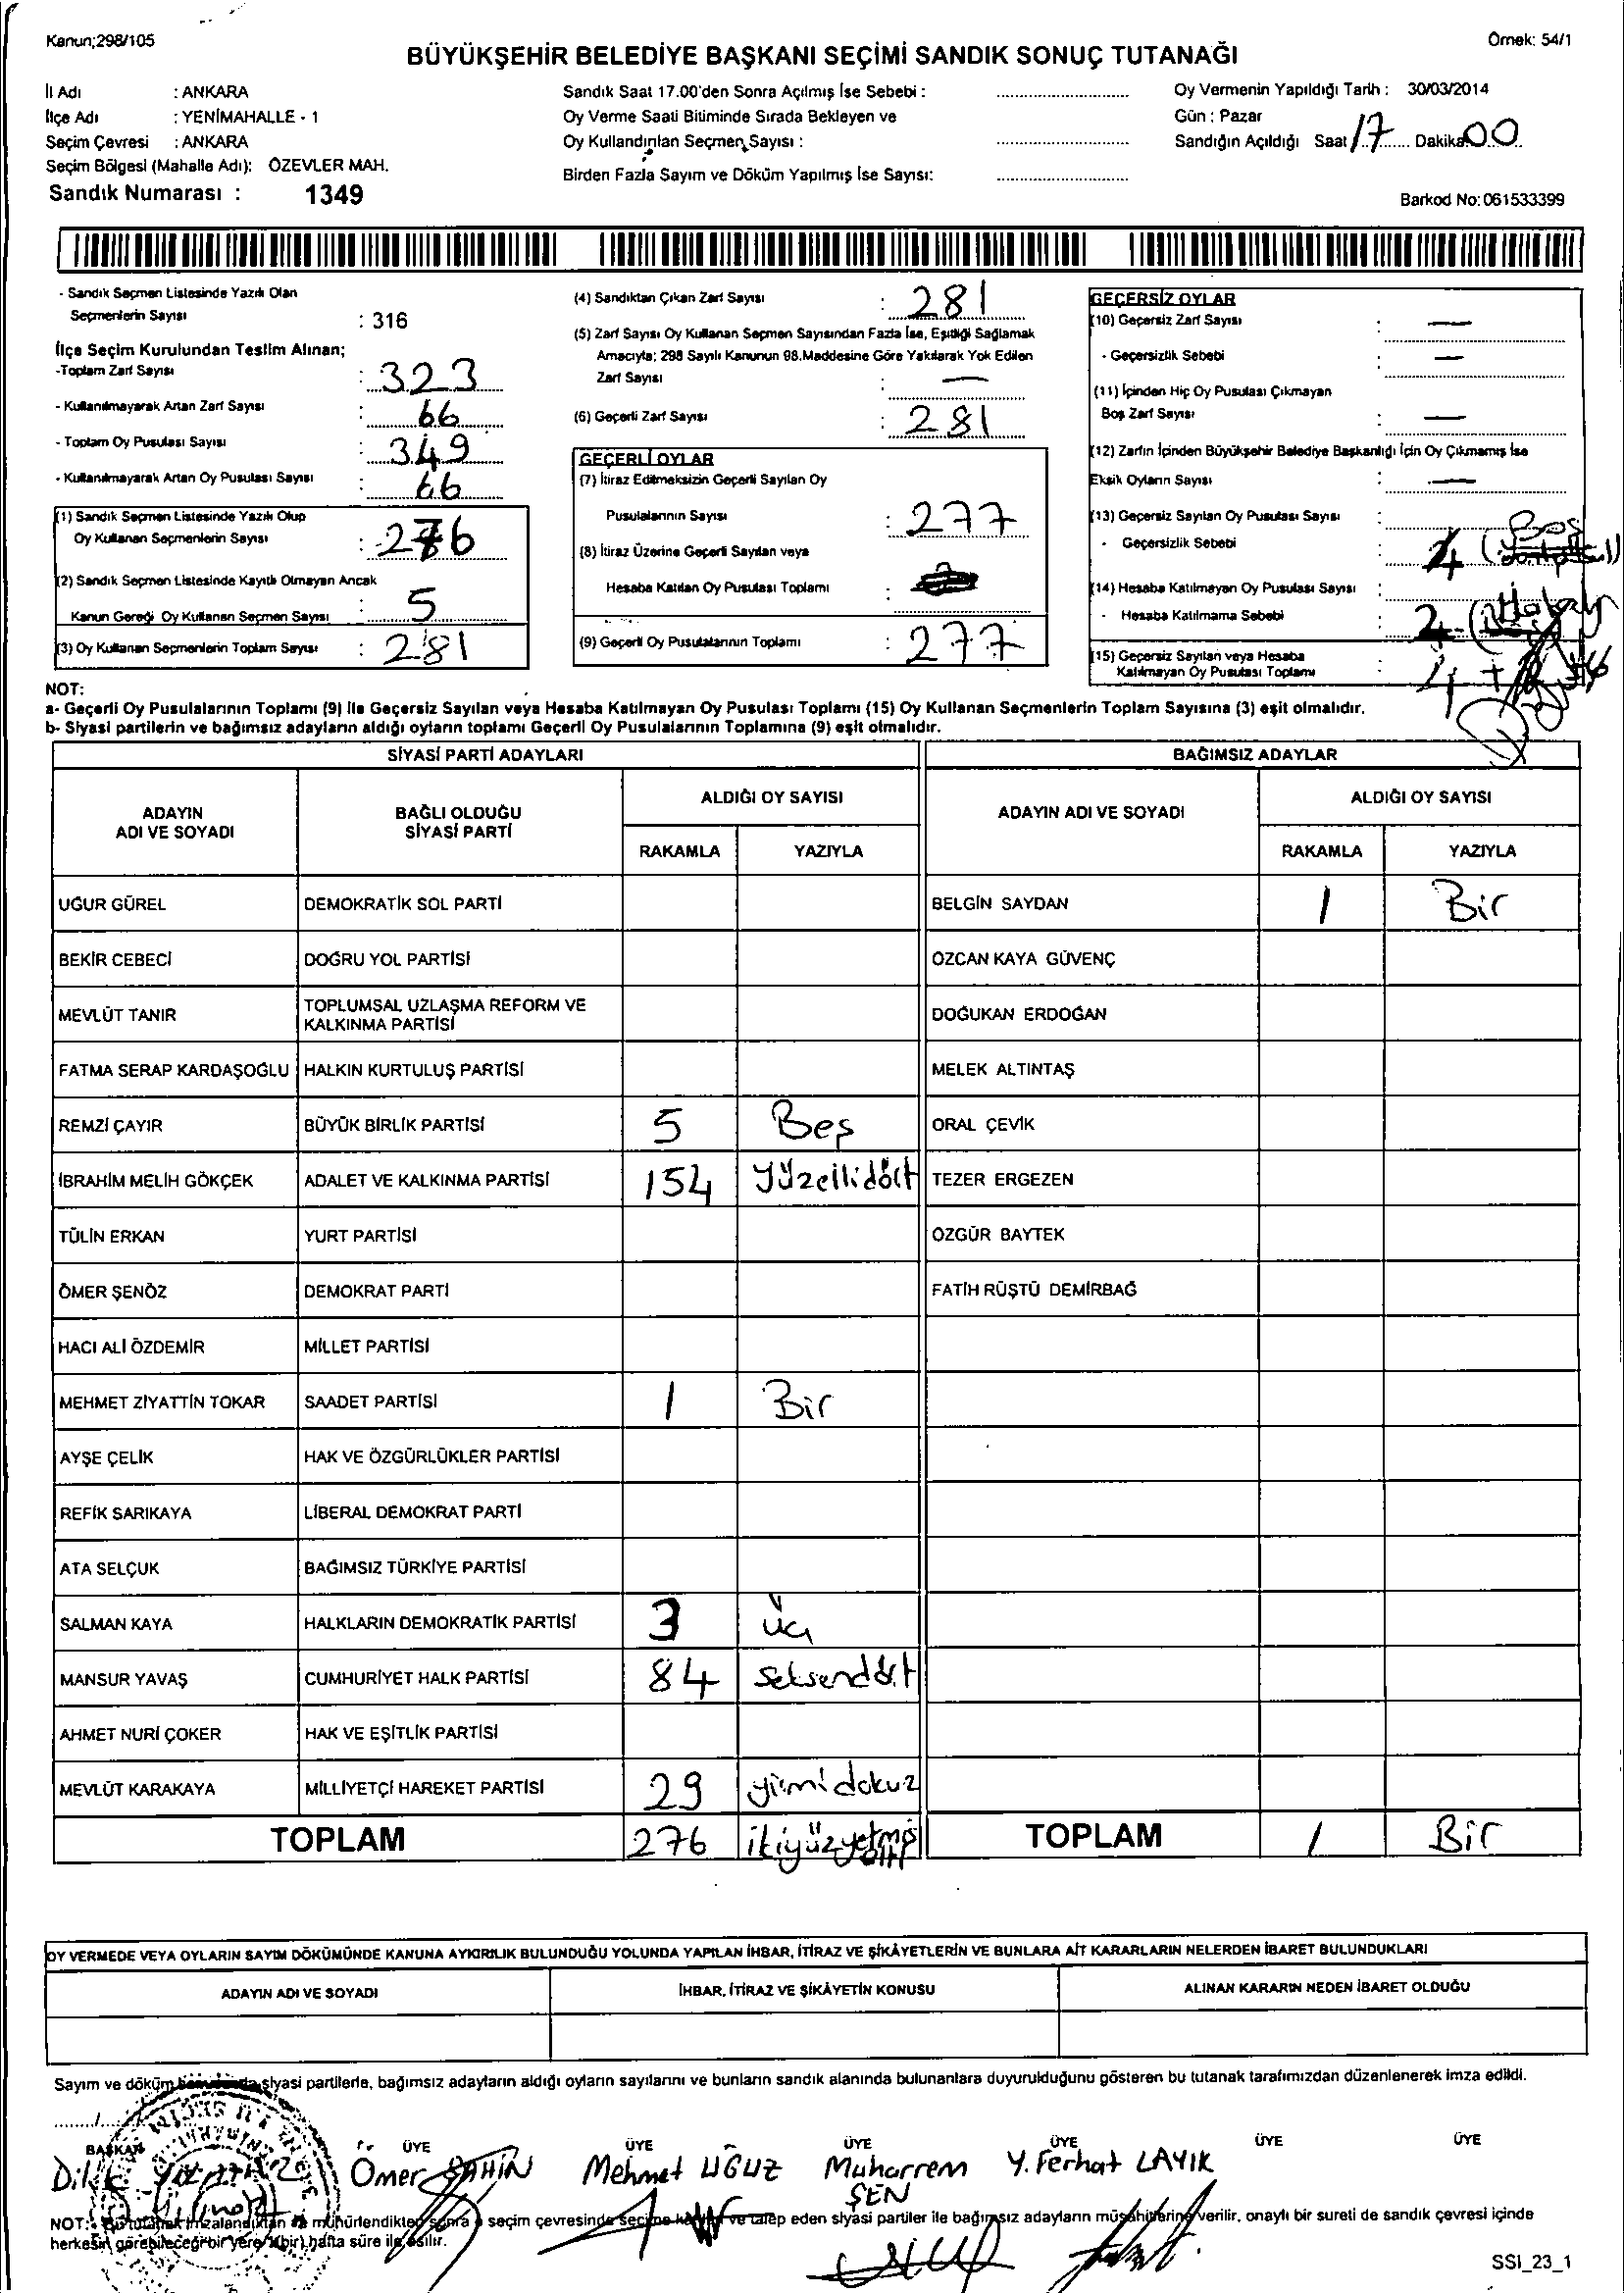 Kanun;298/105
Örnek: 54/1
BÜYÜKŞEHİR BELEDİYE BAŞKANI SEÇİMİ SANDIK SONUÇ TUTANAĞI
İl Adı : ANKARA
İlçe Adı : YENİMAHALLE - 1
Seçim Çevresi : ANKARA
Seçim Bölgesi (Mahalle Adı); ÖZEVLER MAH.
Sandık Numarası : 1349
Sandık Saat 17.00'den Sonra Açılmış İse Sebebi :
Oy Verme Saati Bitiminde Sırada Bekleyen ve
Oy Kullandırılan Seçmen Sayısı :
Birden Fazla Sayım ve Döküm Yapılmış İse Sayısı:
Oy Vermenin Yapıldığı Tarih : 30/03/2014
Gün : Pazar
Sandığın Açıldığı Saat 17 Dakika 00
Barkod No: 061533399
- Sandık Seçmen Listesinde Yazılı Olan
Seçmenlerin Sayısı : 316
İlçe Seçim Kurulundan Teslim Alınan;
-Toplam Zarf Sayısı : 323
- Kullanılmayarak Artan Zarf Sayısı : 66
- Toplam Oy Pusulası Sayısı : 349
- Kullanılmayarak Artan Oy Pusulası Sayısı : 66
(1) Sandık Seçmen Listesinde Yazılı Olup
Oy Kullanan Seçmenlerin Sayısı : 276
(2) Sandık Seçmen Listesinde Kayıtlı Olmayan Ancak
Kanun Gereği Oy Kullanan Seçmen Sayısı : 5
(3) Oy Kullanan Seçmenlerin Toplam Sayısı : 281
(4) Sandıktan Çıkan Zarf Sayısı : 281
(5) Zarf Sayısı Oy Kullanan Seçmen Sayısından Fazla İse, Eşitliği Sağlamak
Amacıyla; 298 Sayılı Kanunun 98.Maddesine Göre Yakılarak Yok Edilen
Zarf Sayısı : —
(6) Geçerli Zarf Sayısı : 281
GEÇERLİ OYLAR
(7) İtiraz Edilmeksizin Geçerli Sayılan Oy
Pusulalarının Sayısı : 277
(8) İtiraz Üzerine Geçerli Sayılan veya
Hesaba Katılan Oy Pusulası Toplamı :
(9) Geçerli Oy Pusulalarının Toplamı : 277
GEÇERSİZ OYLAR
(10) Geçersiz Zarf Sayısı : —
- Geçersizlik Sebebi : —
(11) İçinden Hiç Oy Pusulası Çıkmayan
Boş Zarf Sayısı : —
(12) Zarfın İçinden Büyükşehir Belediye Başkanlığı İçin Oy Çıkmamış İse
Eksik Oyların Sayısı : —
(13) Geçersiz Sayılan Oy Pusulası Sayısı :
- Geçersizlik Sebebi : 4 (Boş
(14) Hesaba Katılmayan Oy Pusulası Sayısı :
- Hesaba Katılmama Sebebi :
(15) Geçersiz Sayılan veya Hesaba
Katılmayan Oy Pusulası Toplamı : 4
NOT:
a- Geçerli Oy Pusulalarının Toplamı (9) ile Geçersiz Sayılan veya Hesaba Katılmayan Oy Pusulası Toplamı (15) Oy Kullanan Seçmenlerin Toplam Sayısına (3) eşit olmalıdır.
b- Siyasi partilerin ve bağımsız adayların aldığı oyların toplamı Geçerli Oy Pusulalarının Toplamına (9) eşit olmalıdır.
SİYASİ PARTİ ADAYLARI BAĞIMSIZ ADAYLAR
ADAYIN ADI VE SOYADI BAĞLI OLDUĞU SİYASİ PARTİ ALDIĞI OY SAYISI ADAYIN ADI VE SOYADI ALDIĞI OY SAYISI
RAKAMLA YAZIYLA RAKAMLA YAZIYLA
UĞUR GÜREL DEMOKRATİK SOL PARTİ BELGİN SAYDAN 1 Bir
BEKİR CEBECİ DOĞRU YOL PARTİSİ ÖZCAN KAYA GÜVENÇ
MEVLÜT TANIR TOPLUMSAL UZLAŞMA REFORM VE KALKINMA PARTİSİ DOĞUKAN ERDOĞAN
FATMA SERAP KARDAŞOĞLU HALKIN KURTULUŞ PARTİSİ MELEK ALTINTAŞ
REMZİ ÇAYIR BÜYÜK BİRLİK PARTİSİ 5 Beş ORAL ÇEVİK
İBRAHİM MELİH GÖKÇEK ADALET VE KALKINMA PARTİSİ 154 Yüzellidört TEZER ERGEZEN
TÜLİN ERKAN YURT PARTİSİ ÖZGÜR BAYTEK
ÖMER ŞENÖZ DEMOKRAT PARTİ FATİH RÜŞTÜ DEMİRBAĞ
HACI ALİ ÖZDEMİR MİLLET PARTİSİ
MEHMET ZİYATTİN TOKAR SAADET PARTİSİ 1 Bir
AYŞE ÇELİK HAK VE ÖZGÜRLÜKLER PARTİSİ
REFİK SARIKAYA LİBERAL DEMOKRAT PARTİ
ATA SELÇUK BAĞIMSIZ TÜRKİYE PARTİSİ
SALMAN KAYA HALKLARIN DEMOKRATİK PARTİSİ 3 üç
MANSUR YAVAŞ CUMHURİYET HALK PARTİSİ 84 Seksendört
AHMET NURİ ÇOKER HAK VE EŞİTLİK PARTİSİ
MEVLÜT KARAKAYA MİLLİYETÇİ HAREKET PARTİSİ 29 yirmidokuz
TOPLAM 276 ikiyüzyetmişaltı TOPLAM 1 Bir
OY VERMEDE VEYA OYLARIN SAYIM DÖKÜMÜNDE KANUNA AYKIRILIK BULUNDUĞU YOLUNDA YAPILAN İHBAR, İTİRAZ VE ŞİKÂYETLERİN VE BUNLARA AİT KARARLARIN NELERDEN İBARET BULUNDUKLARI
ADAYIN ADI VE SOYADI İHBAR, İTİRAZ VE ŞİKÂYETİN KONUSU ALINAN KARARIN NEDEN İBARET OLDUĞU
Sayım ve döküm siyasi partilerle, bağımsız adayların aldığı oyların sayılarını ve bunların sandık alanında bulunanlara duyurulduğunu gösteren bu tutanak tarafımızdan düzenlenerek imza edildi.
BAŞKAN ÜYE ÜYE ÜYE ÜYE ÜYE ÜYE
Ömer ŞAHİN Mehmet UĞUZ Muharrem ŞEN Y. Ferhat LAYIK
NOT: Bu tutanak imzalandıktan ve mühürlendikten sonra seçim çevresinde seçime katılan ve talep eden siyasi partiler ile bağımsız adayların müşahitlerine verilir, onaylı bir sureti de sandık çevresi içinde
herkesin görebileceği bir yere 1(bir) hafta süre ile asılır.
SSI_23_1